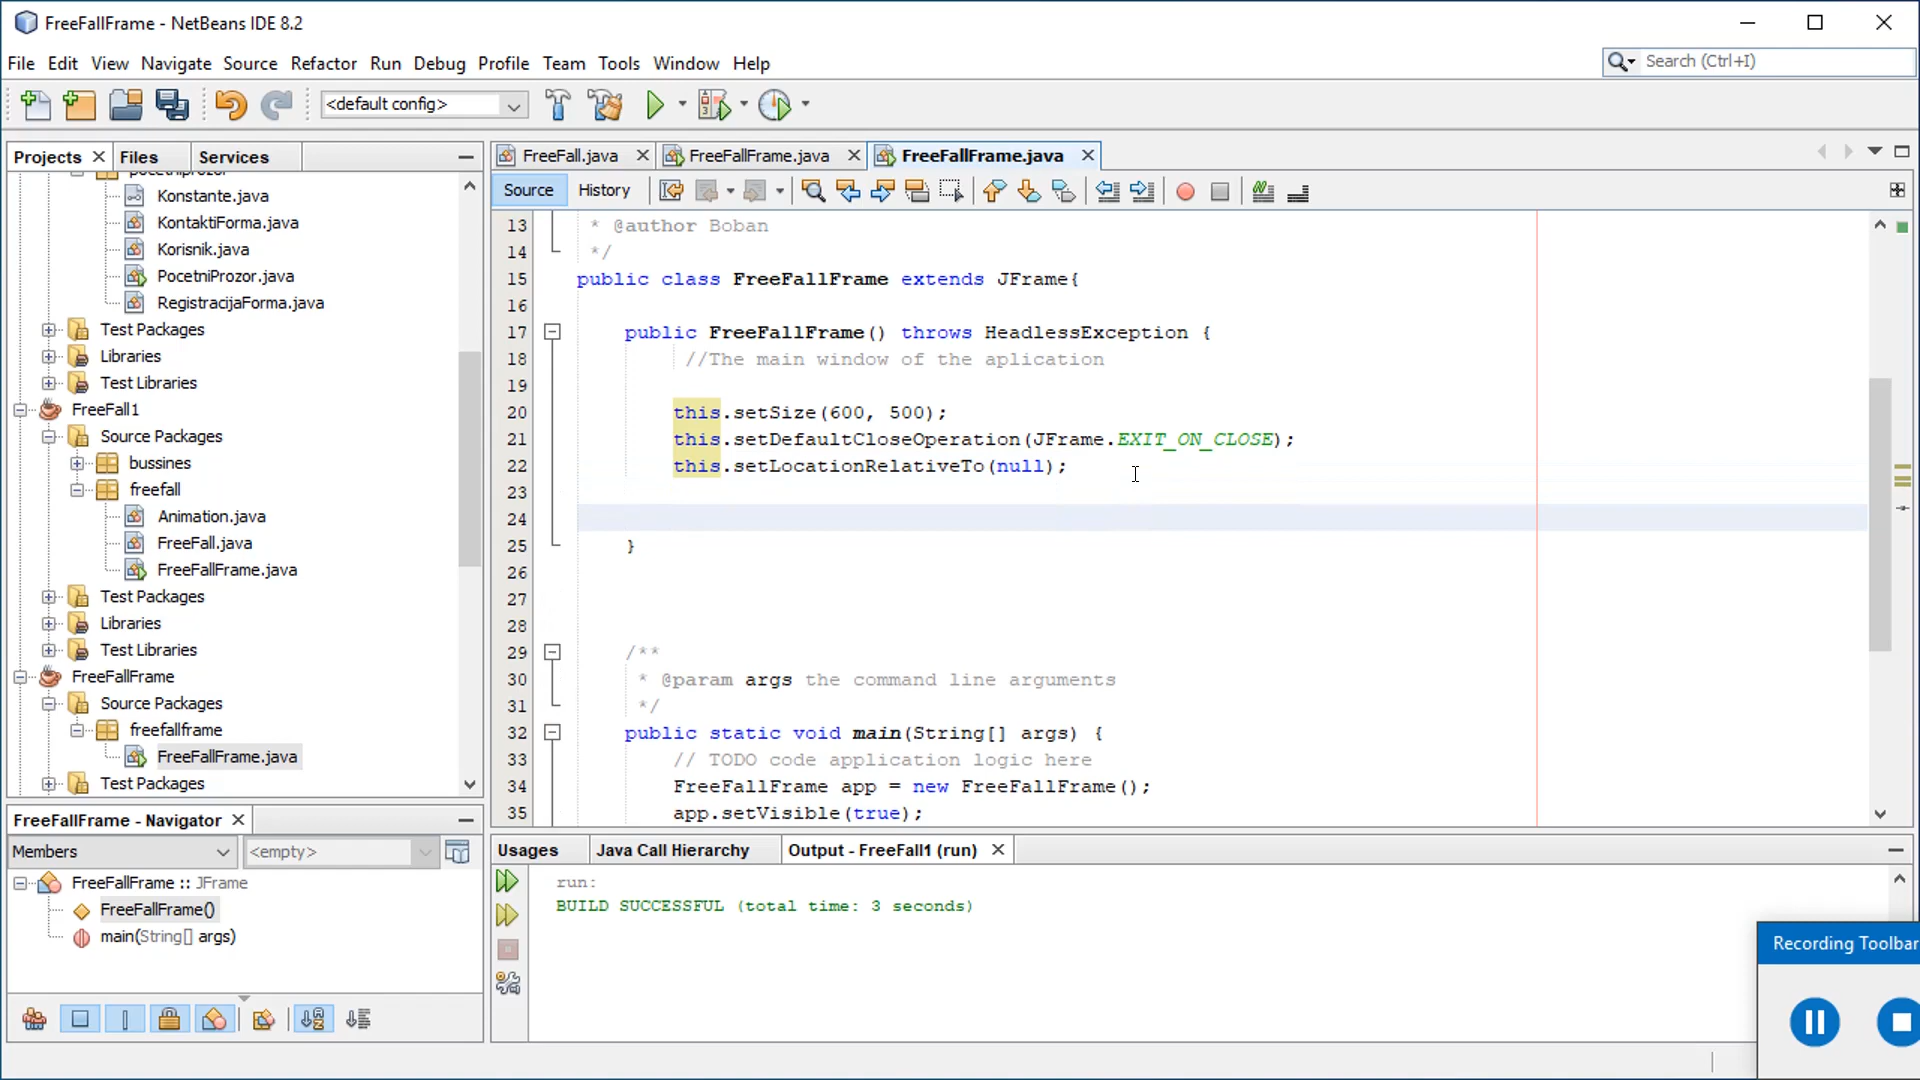 FreeFallFrame - NetBeans IDE 8.2
File Edit View Navigate Source Refactor Run Debug Profile Team Tools Window Help
Search (Ctrl+I)
<default config>
Projects Files Services
pocetniprozor
Konstante.java
KontaktiForma.java
Korisnik.java
PocetniProzor.java
RegistracijaForma.java
Test Packages
Libraries
Test Libraries
FreeFall1
Source Packages
bussines
freefall
Animation.java
FreeFall.java
FreeFallFrame.java
Test Packages
Libraries
Test Libraries
FreeFallFrame
Source Packages
freefallframe
FreeFallFrame.java
Test Packages
FreeFallFrame - Navigator
Members <empty>
FreeFallFrame :: JFrame
FreeFallFrame()
main(String[] args)
FreeFall.java FreeFallFrame.java FreeFallFrame.java
Source History
13 * @author Boban
14 */
15 public class FreeFallFrame extends JFrame{
16
17 public FreeFallFrame() throws HeadlessException {
18 //The main window of the aplication
19
20 this.setSize(600, 500);
21 this.setDefaultCloseOperation(JFrame.EXIT_ON_CLOSE);
22 this.setLocationRelativeTo(null);
23
24
25 }
26
27
28
29 /**
30 * @param args the command line arguments
31 */
32 public static void main(String[] args) {
33 // TODO code application logic here
34 FreeFallFrame app = new FreeFallFrame();
35 app.setVisible(true);
Usages Java Call Hierarchy Output - FreeFall1 (run)
run:
BUILD SUCCESSFUL (total time: 3 seconds)
Recording Toolbar